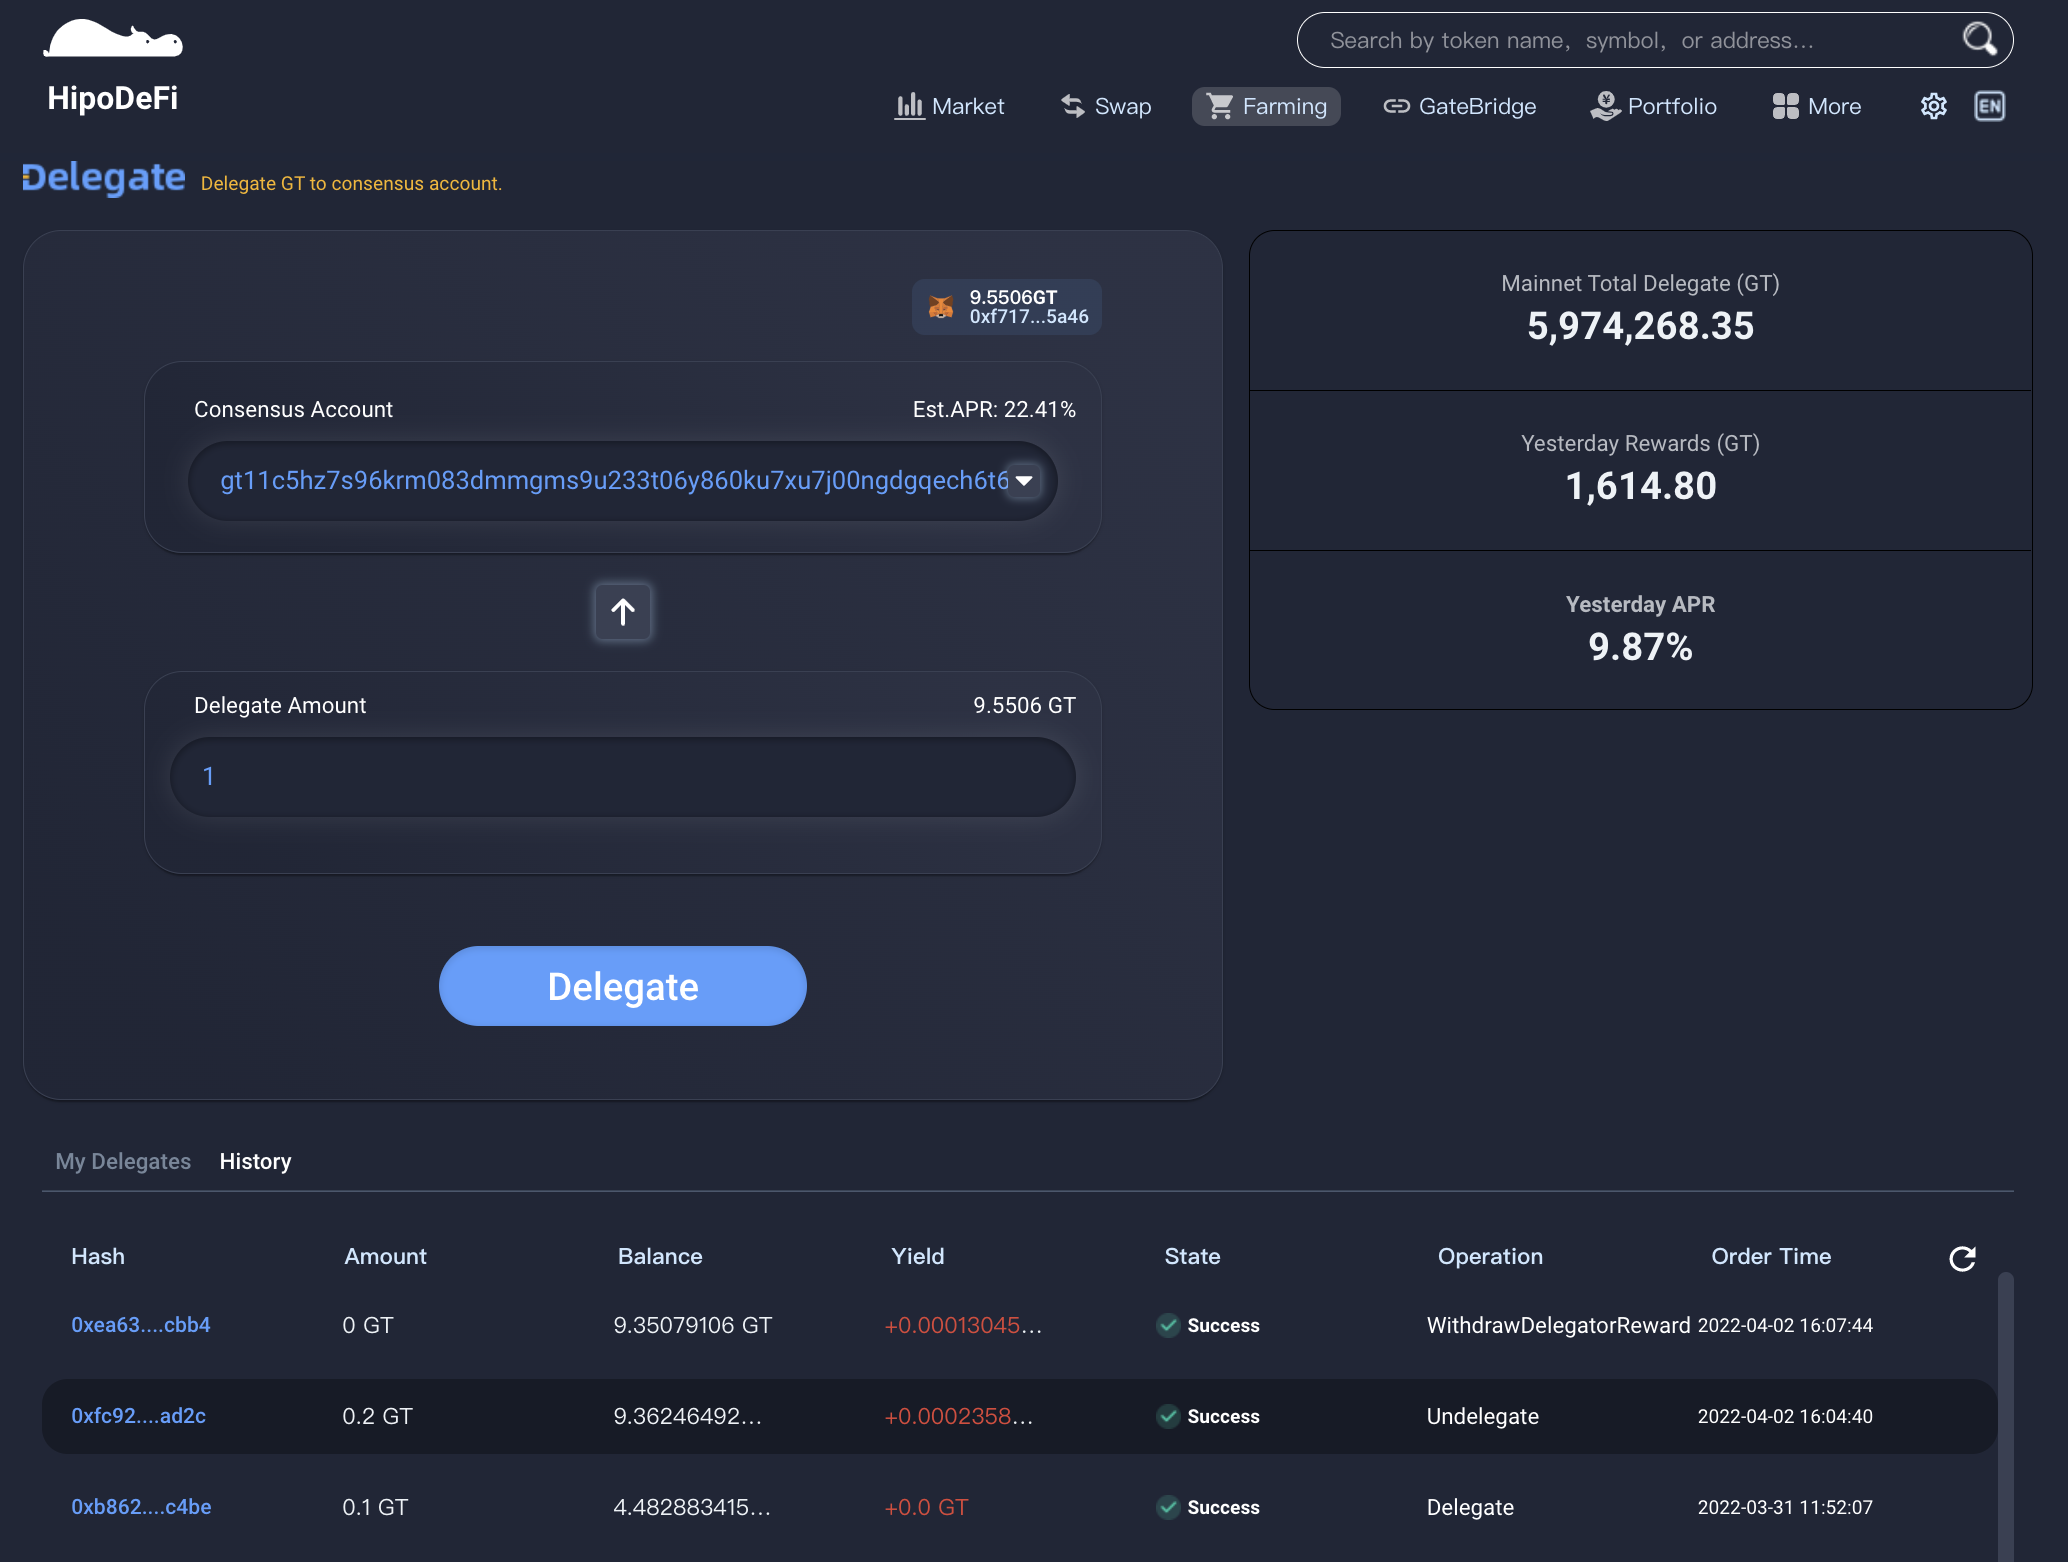 HipoDeFi
Search by token name, symbol, or address...
Market Swap Farming GateBridge Portfolio More EN
Delegate Delegate GT to consensus account.
9.5506GT
0xf717...5a46
Consensus Account Est.APR: 22.41%
gt11c5hz7s96krm083dmmgms9u233t06y860ku7xu7j00ngdgqech6t6
Delegate Amount 9.5506 GT
1
Delegate
Mainnet Total Delegate (GT)
5,974,268.35
Yesterday Rewards (GT)
1,614.80
Yesterday APR
9.87%
My Delegates History
Hash Amount Balance Yield State Operation Order Time
0xea63....cbb4 0 GT 9.35079106 GT +0.00013045... Success WithdrawDelegatorReward 2022-04-02 16:07:44
0xfc92....ad2c 0.2 GT 9.36246492... +0.0002358... Success Undelegate 2022-04-02 16:04:40
0xb862....c4be 0.1 GT 4.482883415... +0.0 GT Success Delegate 2022-03-31 11:52:07